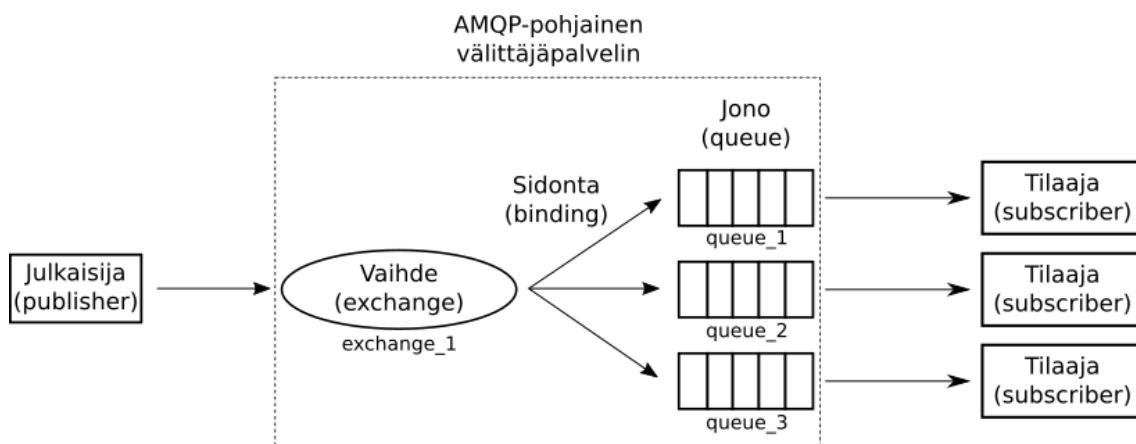 AMQP-pohjainen
välittäjäpalvelin
Jono
(queue)
Sidonta
(binding)
queue_1
Tilaaja
(subscriber)
Julkaisija
(publisher)
Vaihde
(exchange)
exchange_1
queue_2
Tilaaja
(subscriber)
queue_3
Tilaaja
(subscriber)